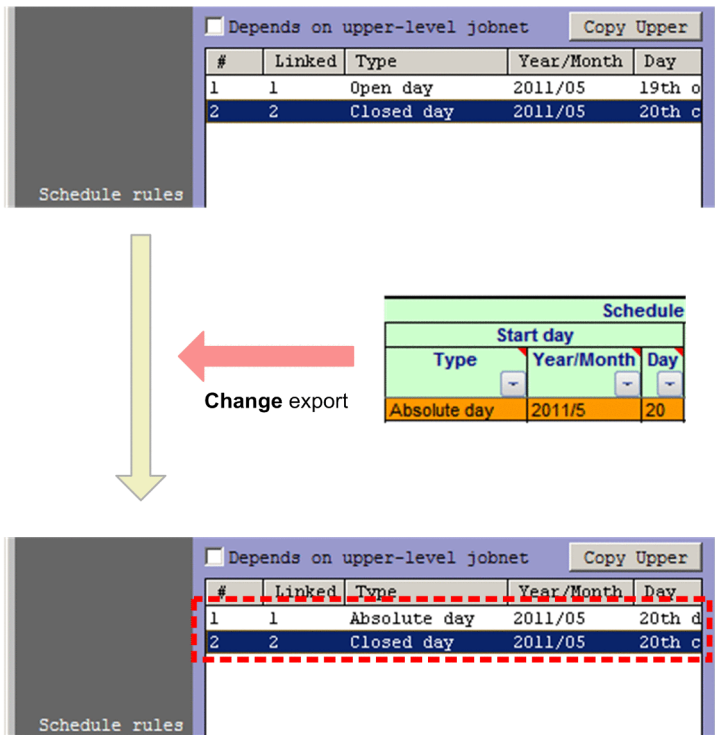 Depends on upper-level jobnet Copy Upper
# Linked Type Year/Month Day
1 1 Open day 2011/05 19th o
2 2 Closed day 2011/05 20th c
Schedule rules
Schedule
Start day
Type Year/Month Day
Absolute day 2011/5 20
Change export
Depends on upper-level jobnet Copy Upper
# Linked Type Year/Month Day
1 1 Absolute day 2011/05 20th d
2 2 Closed day 2011/05 20th c
Schedule rules